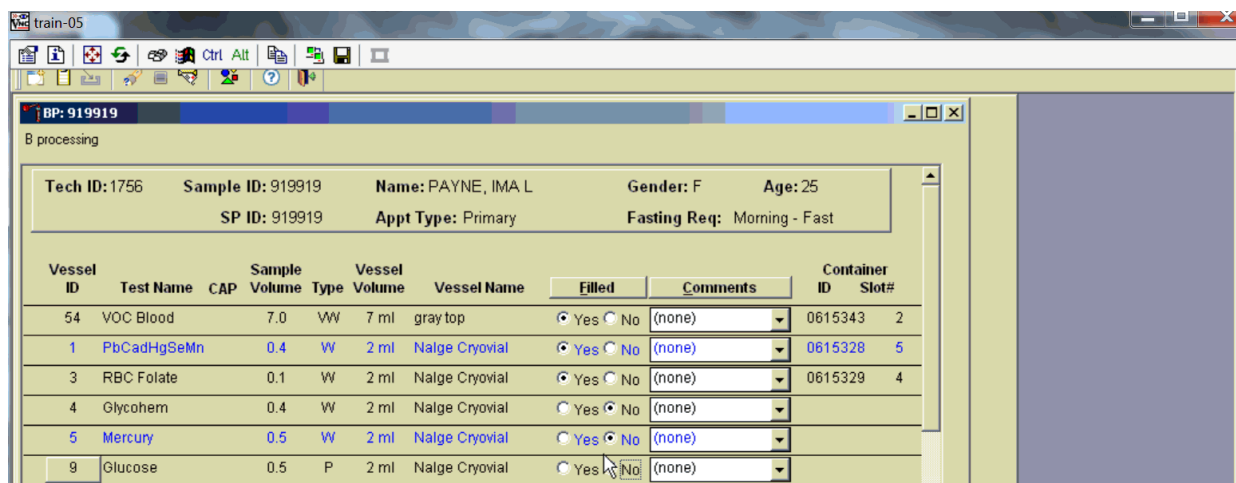 train-05
Ctrl Alt
BP: 919919
B processing
Tech ID: 1756 Sample ID: 919919 Name: PAYNE, IMA L Gender: F Age: 25
SP ID: 919919 Appt Type: Primary Fasting Req: Morning - Fast
Vessel Sample Vessel Container
ID Test Name CAP Volume Type Volume Vessel Name Filled Comments ID Slot#
54 VOC Blood 7.0 VW 7 ml gray top Yes No (none) 0615343 2
1 PbCadHgSeMn 0.4 W 2 ml Nalge Cryovial Yes No (none) 0615328 5
3 RBC Folate 0.1 W 2 ml Nalge Cryovial Yes No (none) 0615329 4
4 Glycohem 0.4 W 2 ml Nalge Cryovial Yes No (none)
5 Mercury 0.5 W 2 ml Nalge Cryovial Yes No (none)
9 Glucose 0.5 P 2 ml Nalge Cryovial Yes No (none)